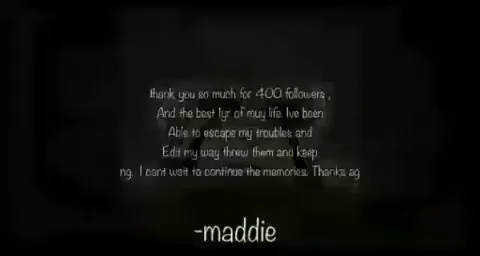 thank you so much for 400 followers ,
And the best 1yr of muy life. Ive been
Able to escape my troubles and
Edit my way threw them and keep
ng. I cant wait to continue the memories. Thanks ag
-maddie